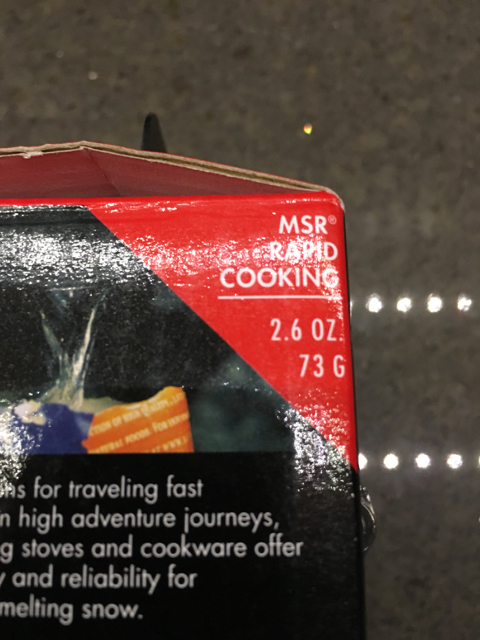 MSR®
RAPID
COOKING
2.6 OZ.
73 G
for traveling fast
high adventure journeys,
stoves and cookware offer
and reliability for
melting snow.